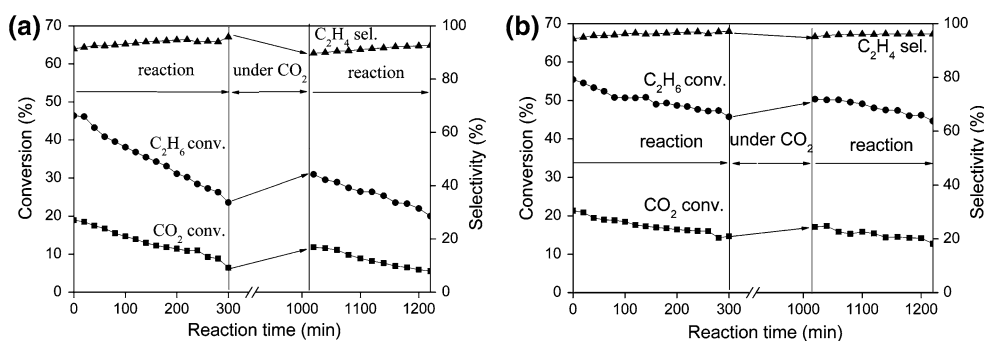 (a)
70
60
50
40
30
20
10
0
Conversion (%)
C₂H₄ sel.
reaction
under CO₂
reaction
C₂H₆ conv.
CO₂ conv.
100
80
60
40
20
0
Selectivity (%)
0 100 200 300 1000 1100 1200
Reaction time (min)
(b)
70
60
50
40
30
20
10
0
Conversion (%)
C₂H₄ sel.
C₂H₆ conv.
reaction
under CO₂
reaction
CO₂ conv.
100
80
60
40
20
0
Selectivity (%)
0 100 200 300 1000 1100 1200
Reaction time (min)